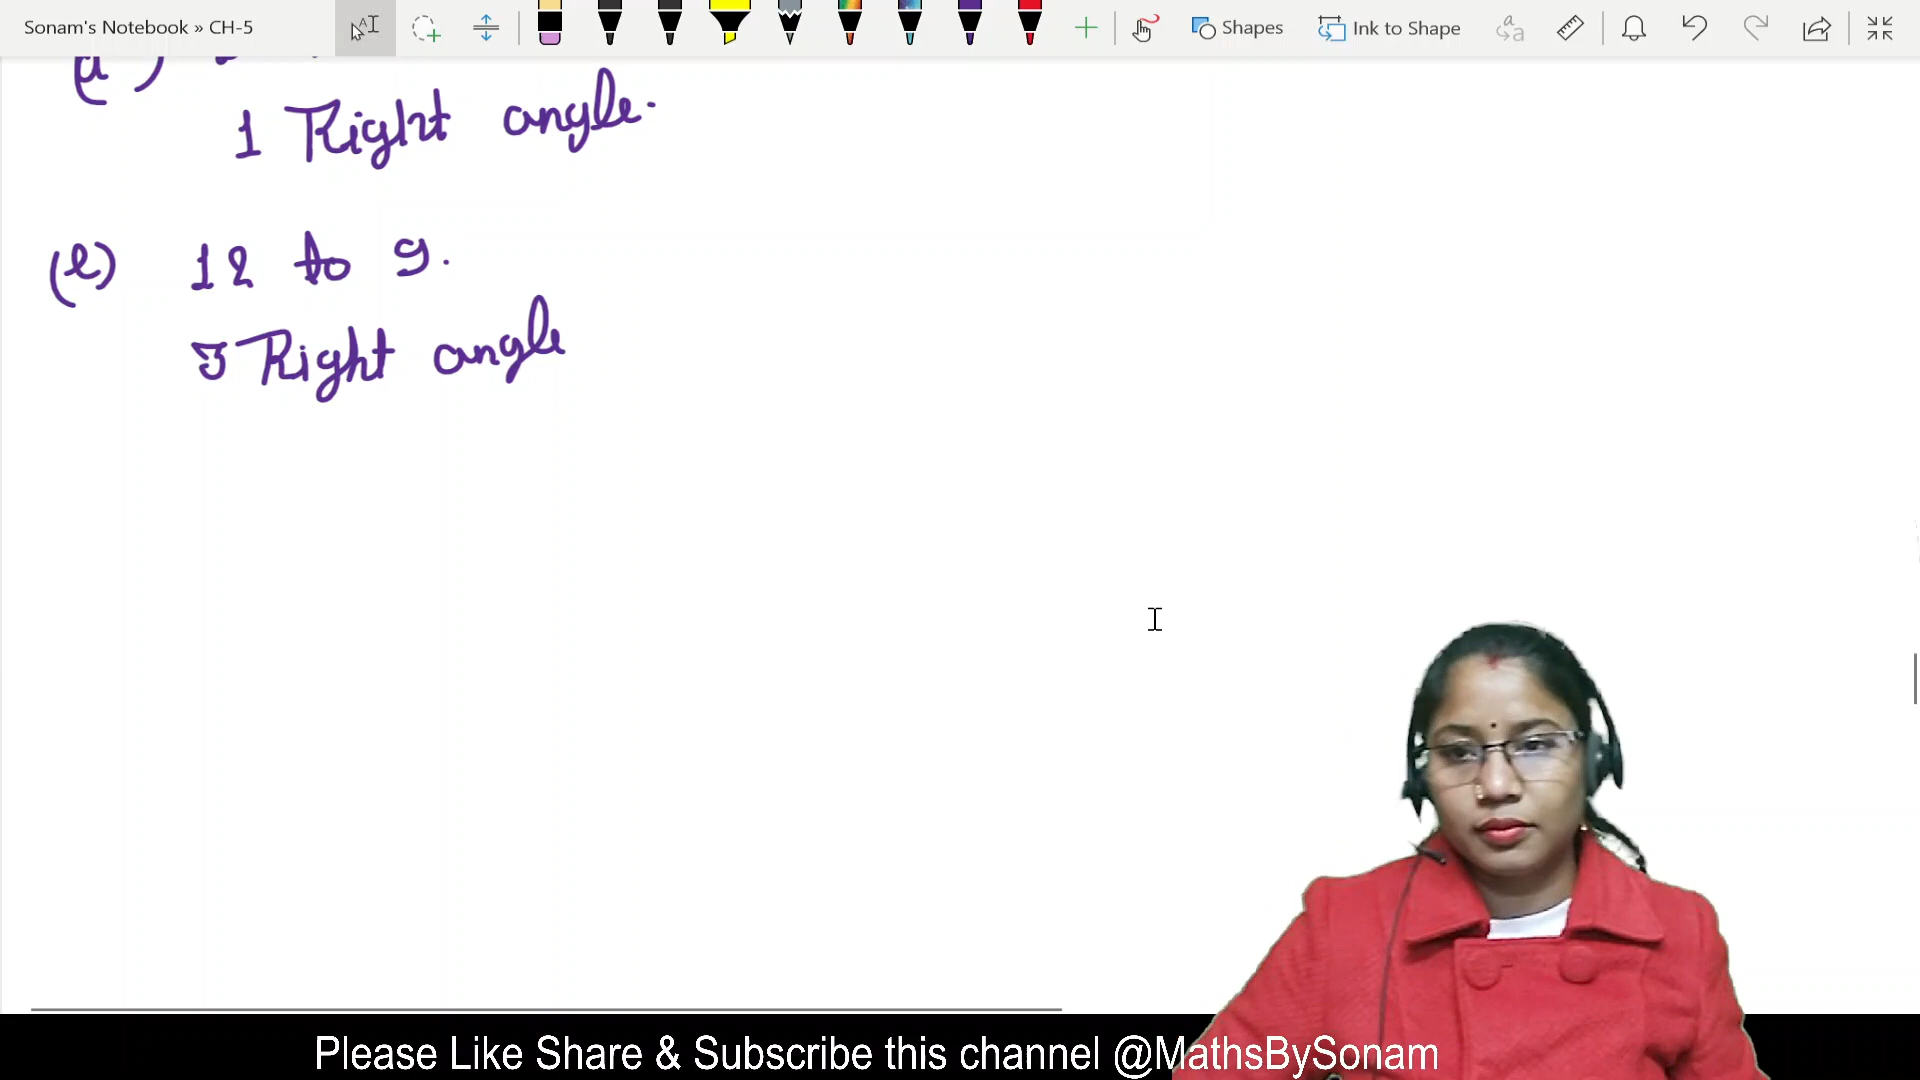 Sonam's Notebook » CH-5
Shapes
Ink to Shape
1 Right angle.
(e) 12 to 9.
3 Right angle
Please Like Share & Subscribe this channel @MathsBySonam